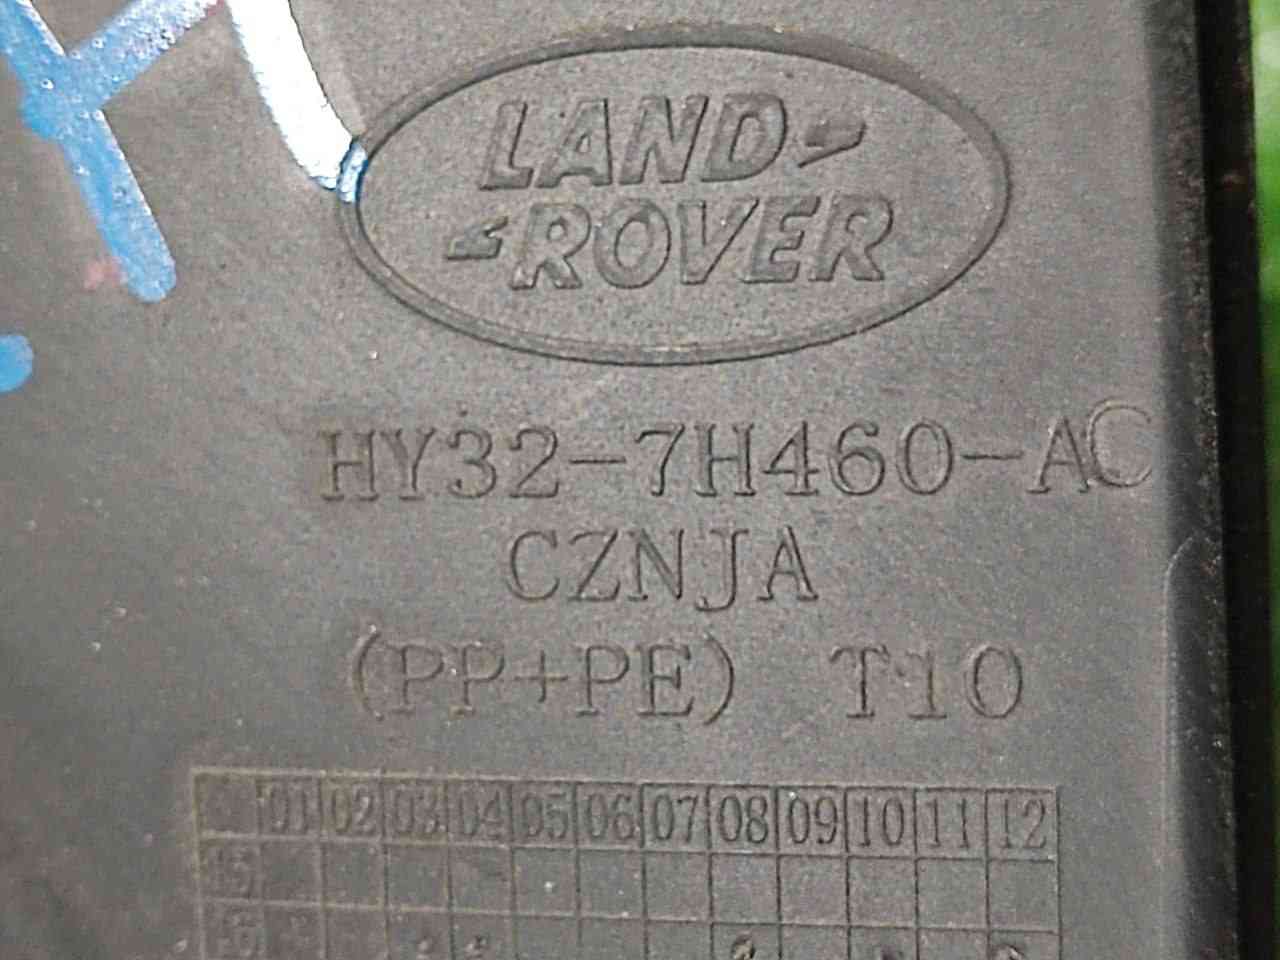 LAND
ROVER
HY32-7H460-AC
CZNJA
(PP+PE) T10
01 02 03 04 05 06 07 08 09 10 11 12